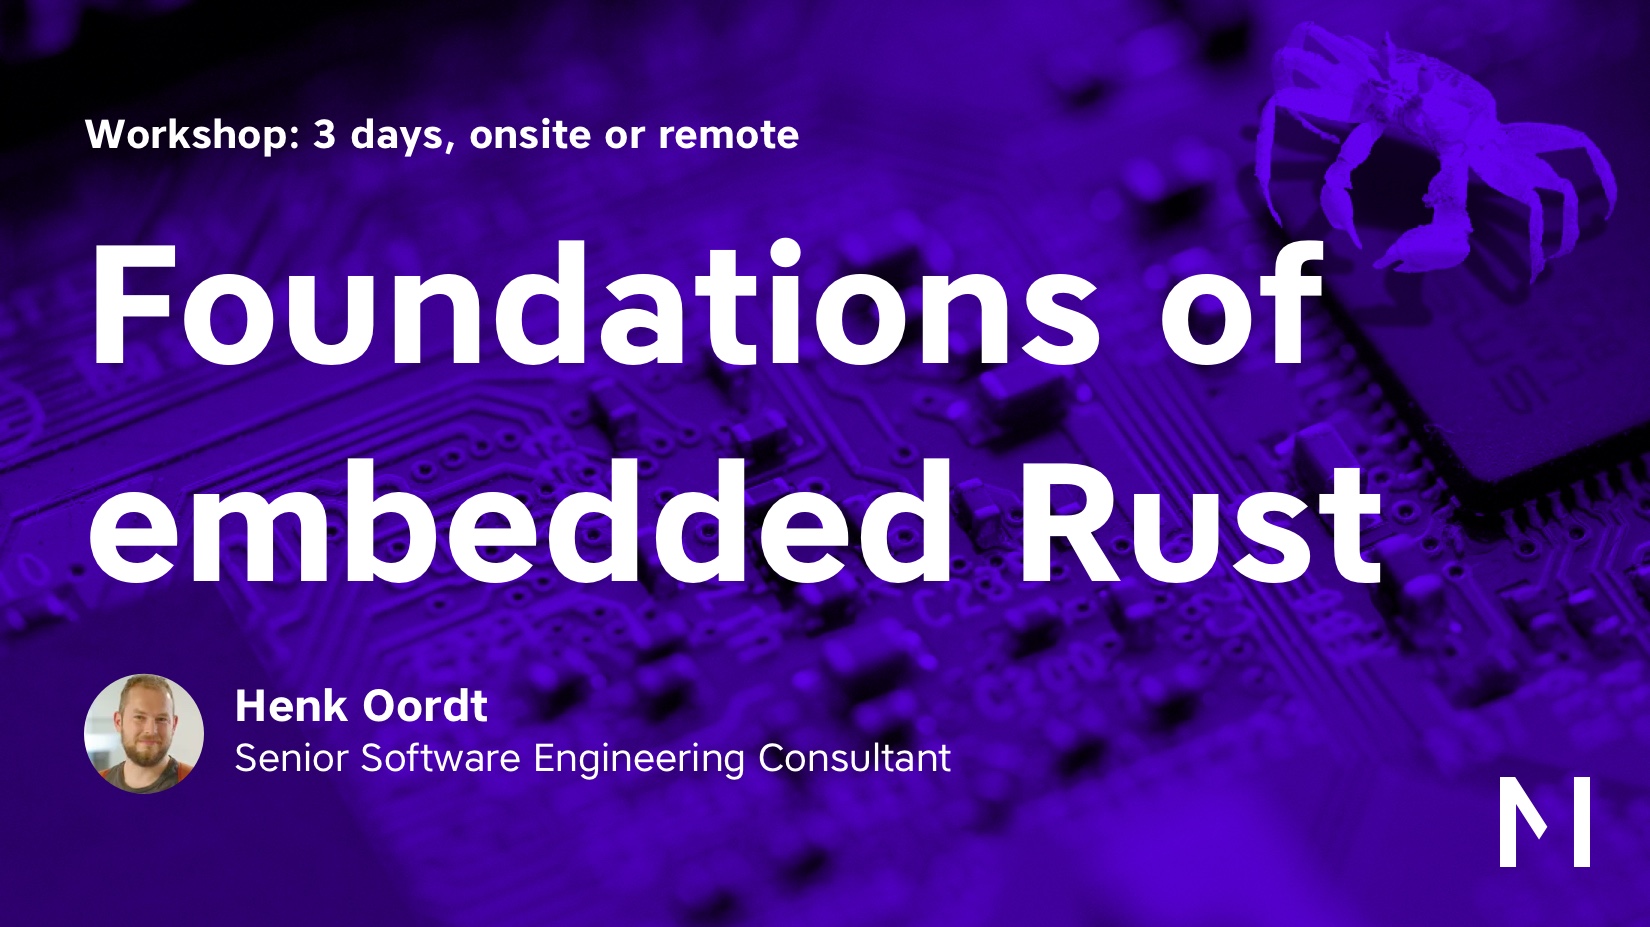 Workshop: 3 days, onsite or remote
Foundations of
embedded Rust
Henk Oordt
Senior Software Engineering Consultant